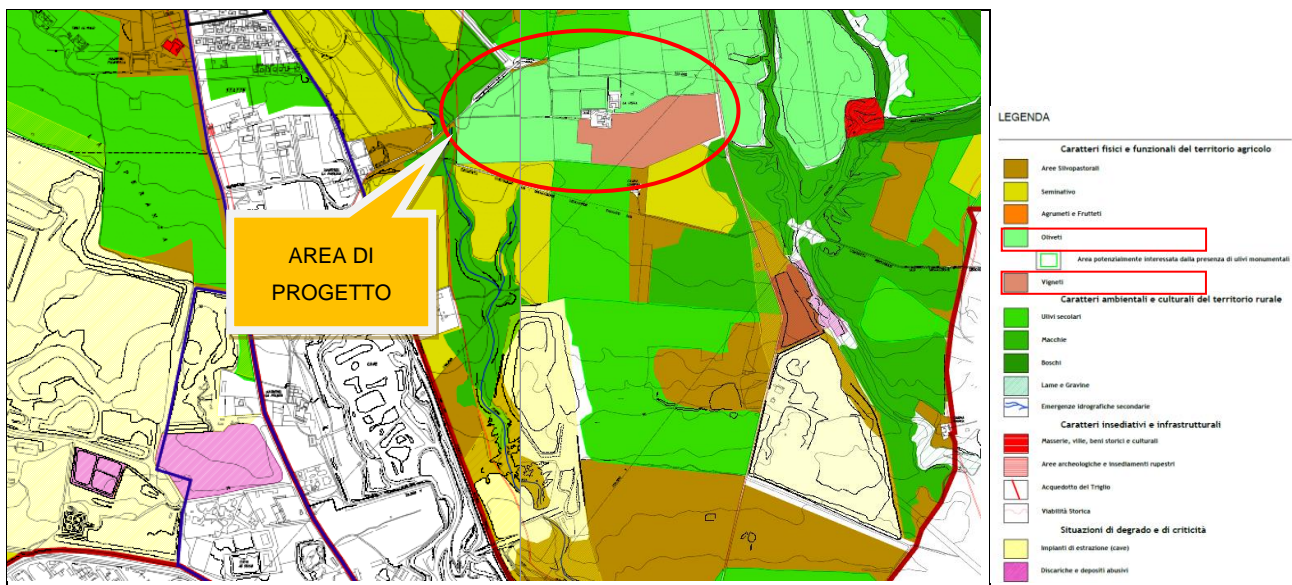 STATTE
CAVE
AREA DI
PROGETTO
LEGENDA
Caratteri fisici e funzionali del territorio agricolo
Aree Silvopastorali
Seminativo
Agrumeti e Frutteti
Oliveti
Area potenzialmente interessata dalla presenza di ulivi monumentali
Vigneti
Caratteri ambientali e culturali del territorio rurale
Ulivi secolari
Macchie
Boschi
Lame e Gravine
Emergenze idrografiche secondarie
Caratteri insediativi e infrastrutturali
Masserie, ville, beni storici e culturali
Aree archeologiche e insediamenti rupestri
Acquedotto del Triglio
Viabilità Storica
Situazioni di degrado e di criticità
Impianti di estrazione (cave)
Discariche e depositi abusivi